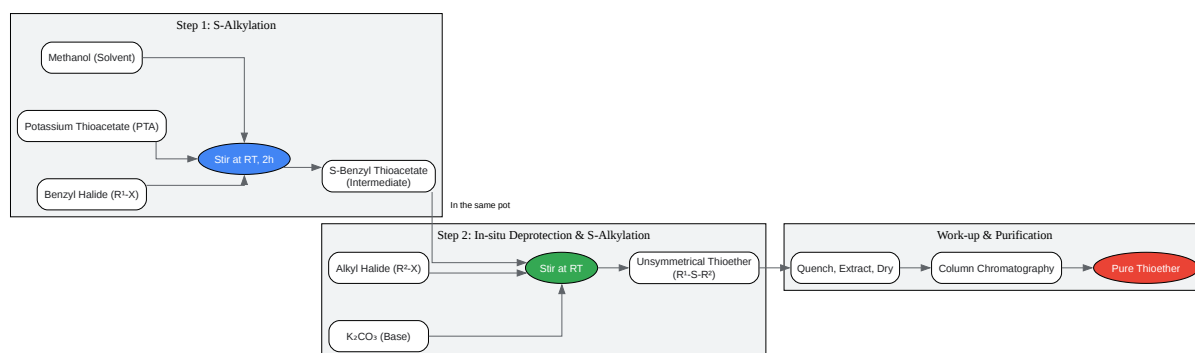 Step 1: S-Alkylation
Methanol (Solvent)
Potassium Thioacetate (PTA)
Stir at RT, 2h
S-Benzyl Thioacetate
(Intermediate)
Benzyl Halide (R¹-X)
In the same pot
Step 2: In-situ Deprotection & S-Alkylation
Alkyl Halide (R²-X)
Stir at RT
Unsymmetrical Thioether
(R¹-S-R²)
K₂CO₃ (Base)
Work-up & Purification
Quench, Extract, Dry
Column Chromatography
Pure Thioether